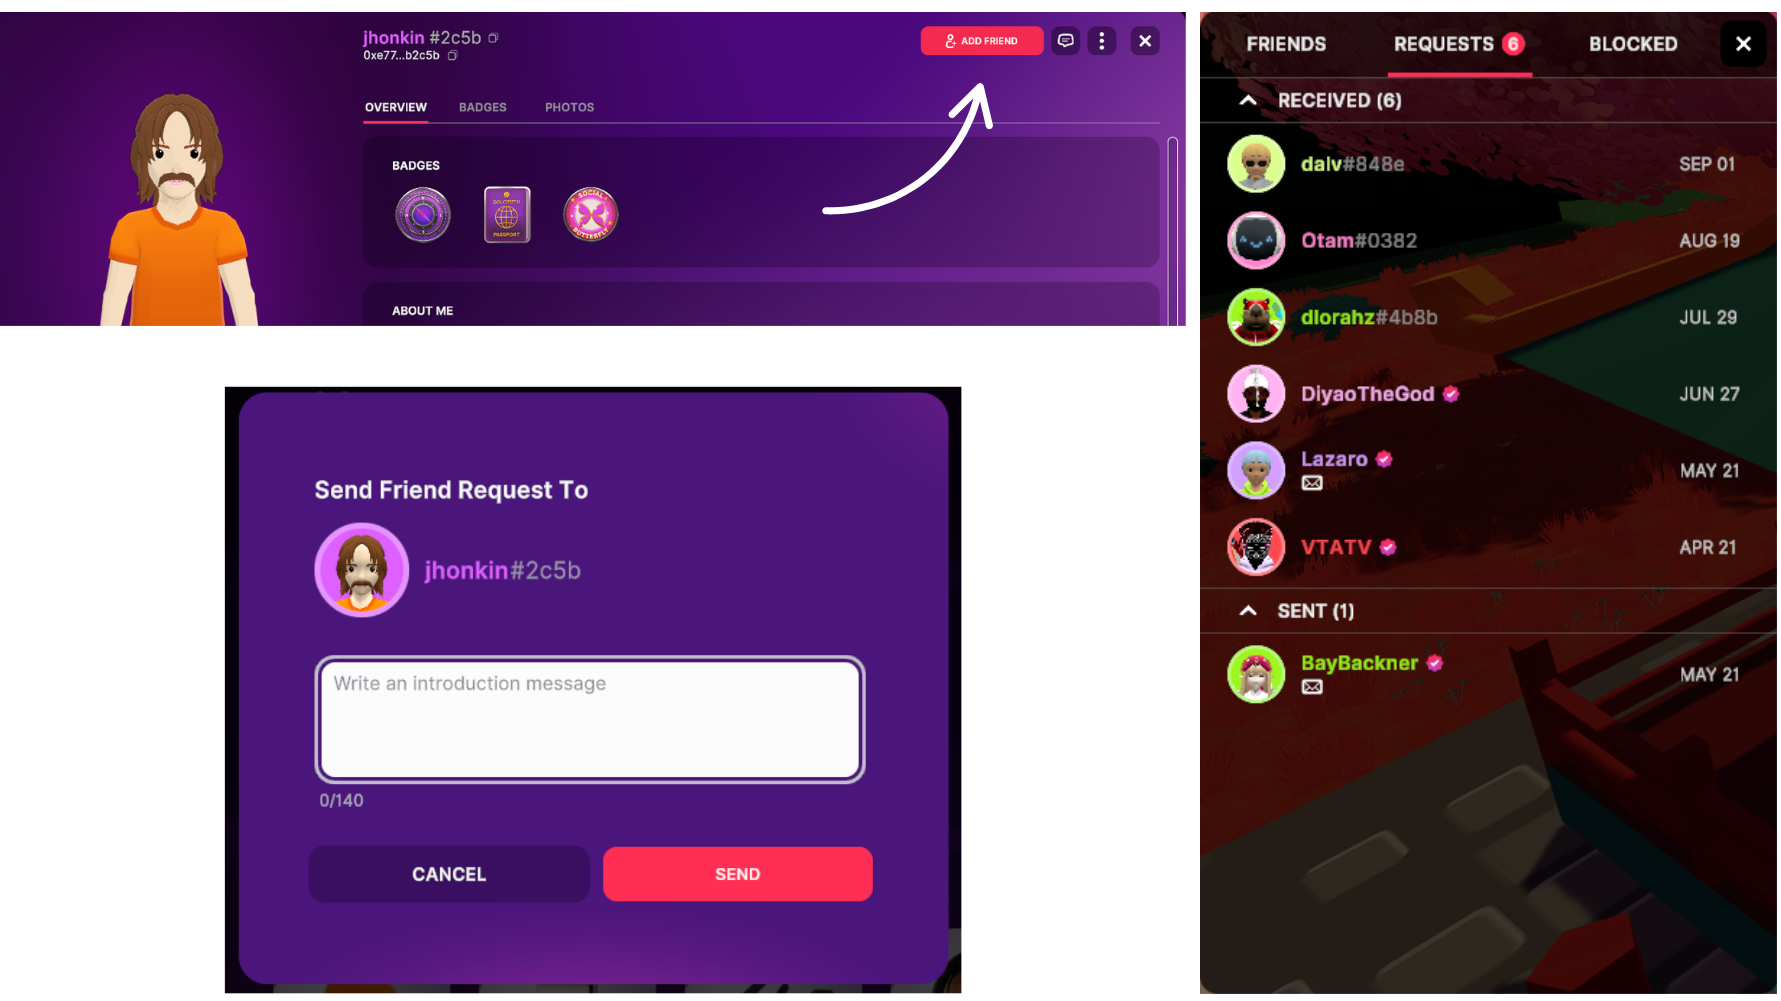 jhonkin #2c5b
0xe77...b2c5b
ADD FRIEND
OVERVIEW BADGES PHOTOS
BADGES
PASSPORT
SOCIAL
BUTTERFLY
ABOUT ME
Send Friend Request To
jhonkin#2c5b
Write an introduction message
0/140
CANCEL SEND
FRIENDS REQUESTS 6 BLOCKED
RECEIVED (6)
dalv#848e SEP 01
Otam#0382 AUG 19
dlorahz#4b8b JUL 29
DiyaoTheGod JUN 27
Lazaro MAY 21
VTATV APR 21
SENT (1)
BayBackner MAY 21